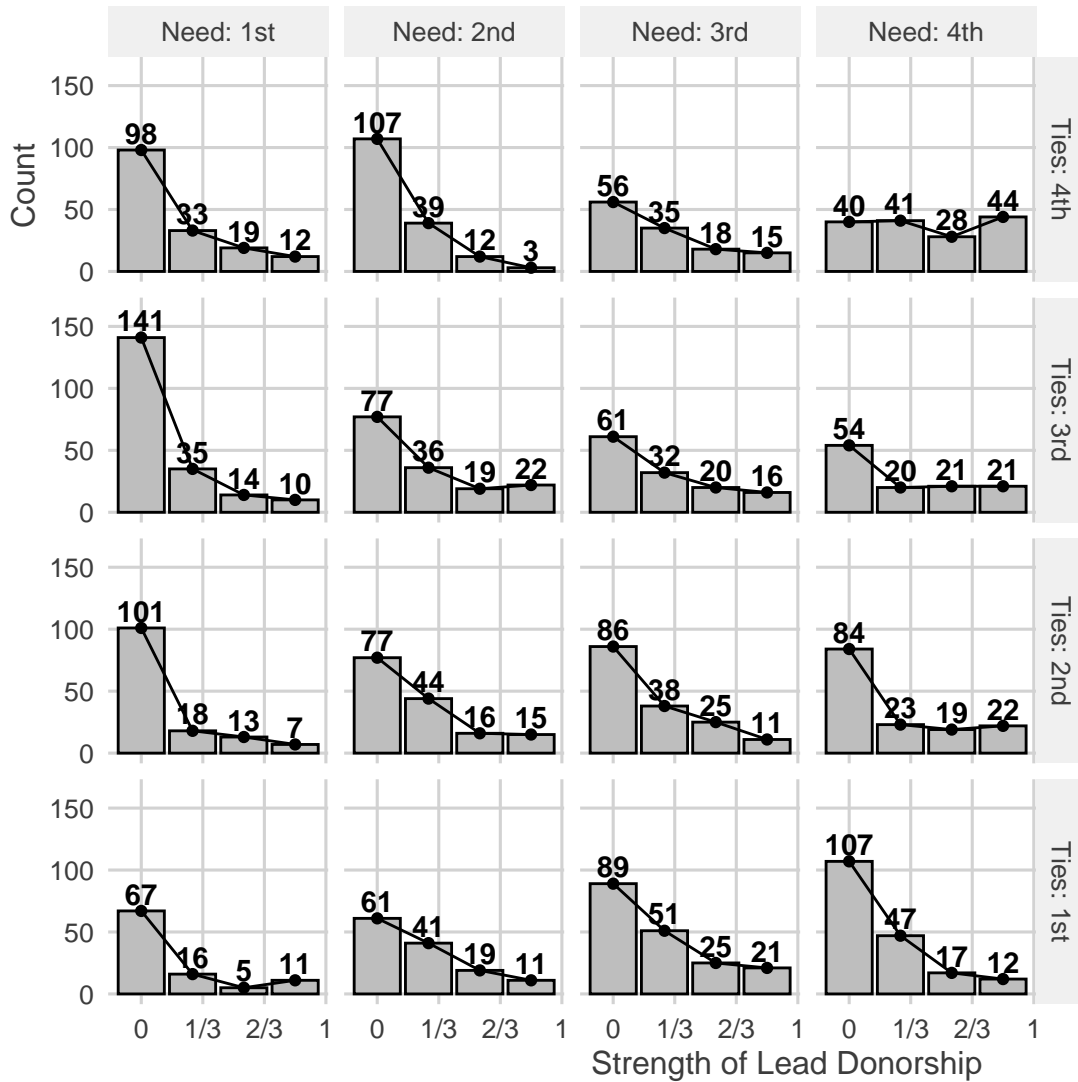 Need: 1st Need: 2nd Need: 3rd Need: 4th
Count
150
100
50
0
98 33 19 12
107 39 12 3
56 35 18 15
40 41 28 44
Ties: 4th
150
100
50
0
141 35 14 10
77 36 19 22
61 32 20 16
54 20 21 21
Ties: 3rd
150
100
50
0
101 18 13 7
77 44 16 15
86 38 25 11
84 23 19 22
Ties: 2nd
150
100
50
0
67 16 5 11
61 41 19 11
89 51 25 21
107 47 17 12
Ties: 1st
0 1/3 2/3 1 0 1/3 2/3 1 0 1/3 2/3 1 0 1/3 2/3 1
Strength of Lead Donorship